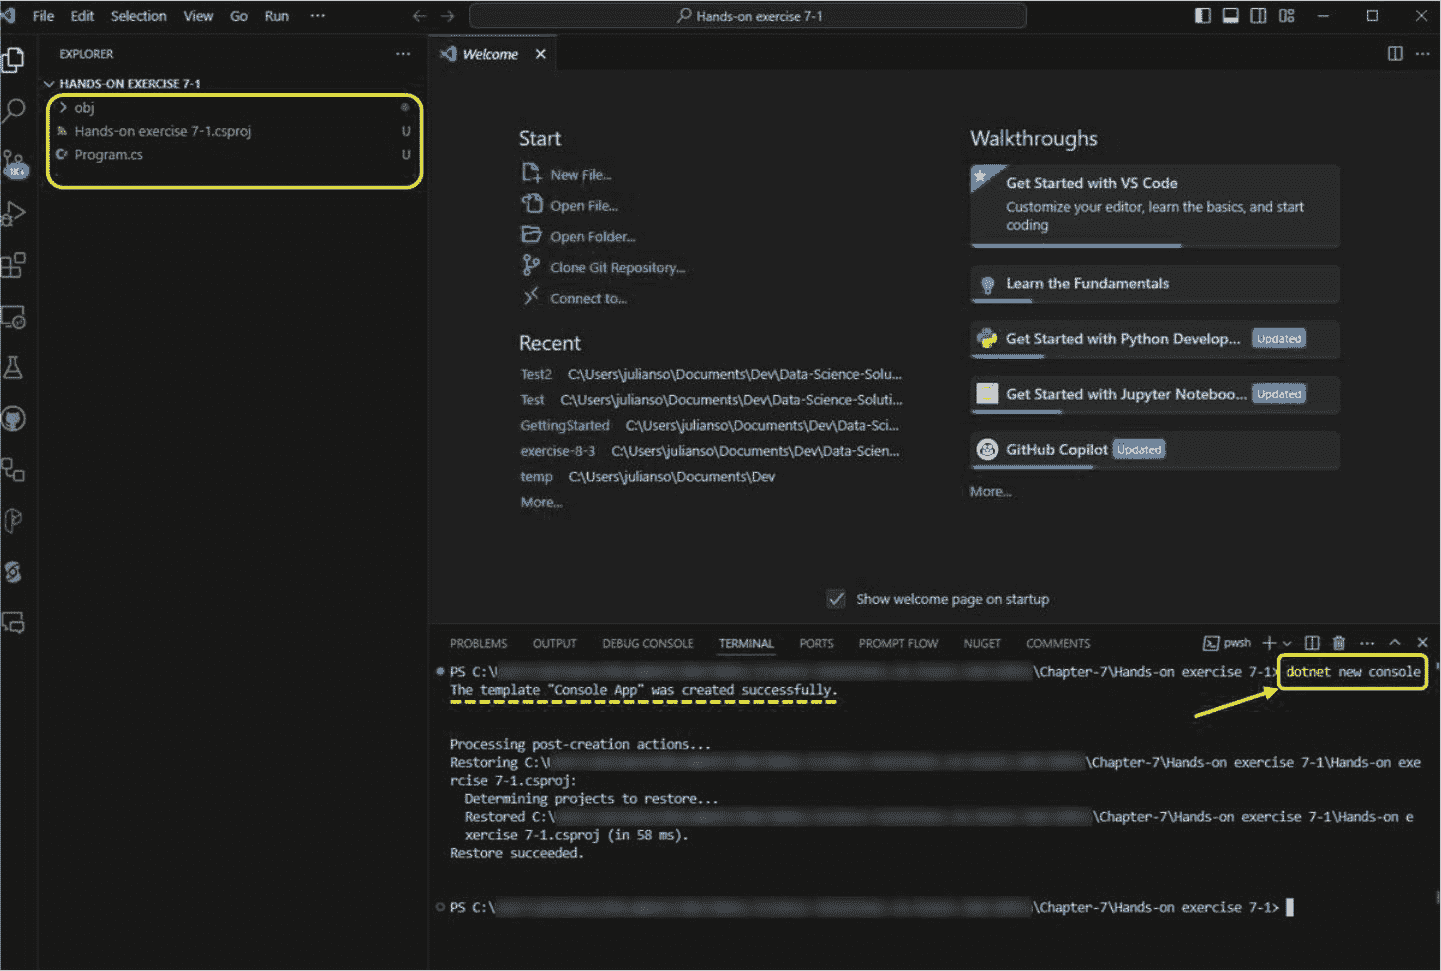 File Edit Selection View Go Run ···
Hands-on exercise 7-1
EXPLORER
HANDS-ON EXERCISE 7-1
obj
Hands-on exercise 7-1.csproj U
Program.cs U
1K+
Welcome
Start
New File...
Open File...
Open Folder...
Clone Git Repository...
Connect to...
Recent
Test2 C:\Users\julianso\Documents\Dev\Data-Science-Solu...
Test C:\Users\julianso\Documents\Dev\Data-Science-Soluti...
GettingStarted C:\Users\julianso\Documents\Dev\Data-Sci...
exercise-8-3 C:\Users\julianso\Documents\Dev\Data-Scien...
temp C:\Users\julianso\Documents\Dev
More...
Walkthroughs
Get Started with VS Code
Customize your editor, learn the basics, and start
coding
Learn the Fundamentals
Get Started with Python Develop... Updated
Get Started with Jupyter Noteboo... Updated
GitHub Copilot Updated
More...
Show welcome page on startup
PROBLEMS OUTPUT DEBUG CONSOLE TERMINAL PORTS PROMPT FLOW NUGET COMMENTS pwsh
PS C:\ \Chapter-7\Hands-on exercise 7-1> dotnet new console
The template "Console App" was created successfully.
Processing post-creation actions...
Restoring C:\ \Chapter-7\Hands-on exercise 7-1\Hands-on exe
rcise 7-1.csproj:
Determining projects to restore...
Restored C:\ \Chapter-7\Hands-on exercise 7-1\Hands-on e
xercise 7-1.csproj (in 58 ms).
Restore succeeded.
PS C:\ \Chapter-7\Hands-on exercise 7-1>